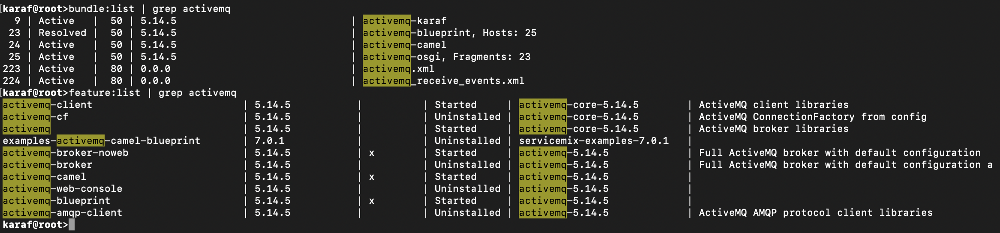 karaf@root>bundle:list | grep activemq
  9 | Active   |  50 | 5.14.5                             | activemq-karaf
 23 | Resolved |  50 | 5.14.5                             | activemq-blueprint, Hosts: 25
 24 | Active   |  50 | 5.14.5                             | activemq-camel
 25 | Active   |  50 | 5.14.5                             | activemq-osgi, Fragments: 23
223 | Active   |  80 | 0.0.0                              | activemq.xml
224 | Active   |  80 | 0.0.0                              | activemq_receive_events.xml
karaf@root>feature:list | grep activemq
activemq-client                         | 5.14.5           |          | Started     | activemq-core-5.14.5        | ActiveMQ client libraries
activemq-cf                             | 5.14.5           |          | Uninstalled | activemq-core-5.14.5        | ActiveMQ ConnectionFactory from config
activemq                                | 5.14.5           |          | Started     | activemq-core-5.14.5        | ActiveMQ broker libraries
examples-activemq-camel-blueprint       | 7.0.1            |          | Uninstalled | servicemix-examples-7.0.1   |
activemq-broker-noweb                   | 5.14.5           | x        | Started     | activemq-5.14.5             | Full ActiveMQ broker with default configuration
activemq-broker                         | 5.14.5           |          | Uninstalled | activemq-5.14.5             | Full ActiveMQ broker with default configuration a
activemq-camel                          | 5.14.5           | x        | Started     | activemq-5.14.5             |
activemq-web-console                    | 5.14.5           |          | Uninstalled | activemq-5.14.5             |
activemq-blueprint                      | 5.14.5           | x        | Started     | activemq-5.14.5             |
activemq-amqp-client                    | 5.14.5           |          | Uninstalled | activemq-5.14.5             | ActiveMQ AMQP protocol client libraries
karaf@root>